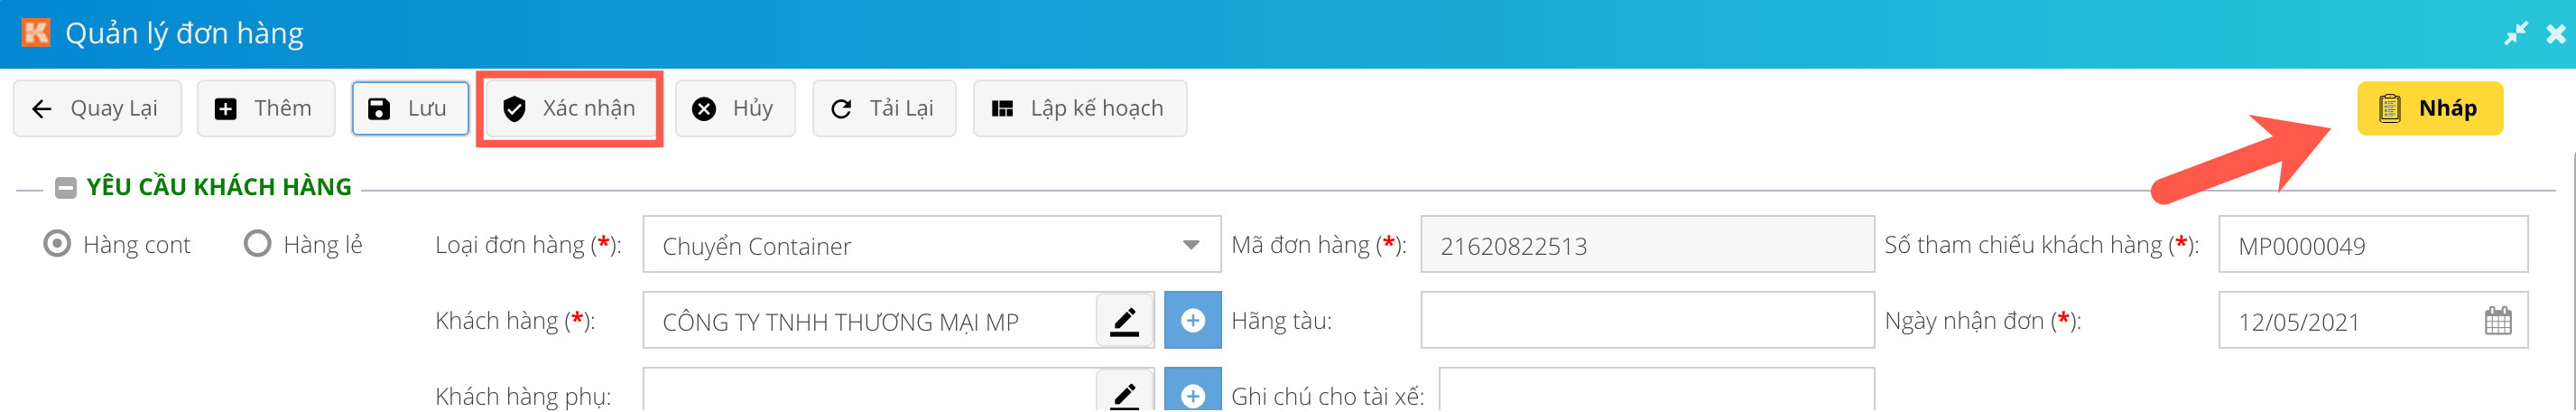 Quản lý đơn hàng
Quay Lại Thêm Lưu Xác nhận Hủy Tải Lại Lập kế hoạch Nháp
YÊU CẦU KHÁCH HÀNG
Hàng cont Hàng lẻ Loại đơn hàng (*): Chuyển Container Mã đơn hàng (*): 21620822513 Số tham chiếu khách hàng (*): MP0000049
Khách hàng (*): CÔNG TY TNHH THƯƠNG MẠI MP Hãng tàu: Ngày nhận đơn (*): 12/05/2021
Khách hàng phụ: Ghi chú cho tài xế: